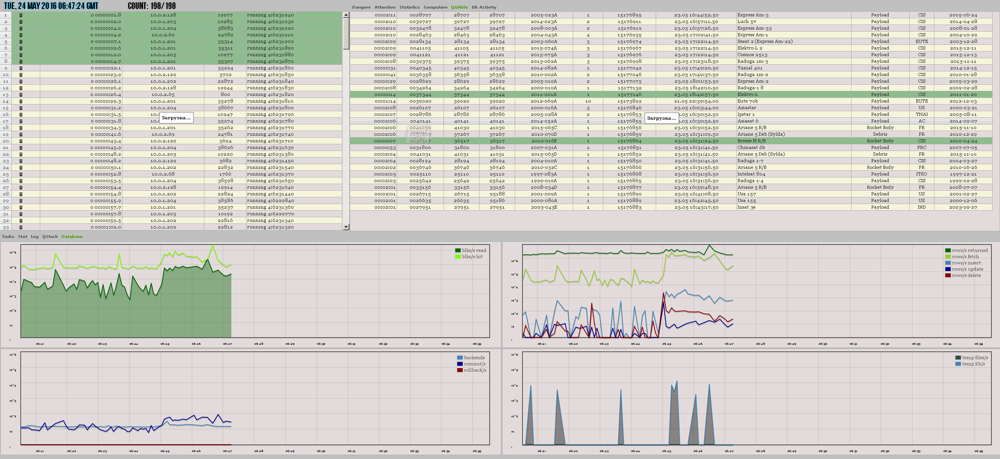 TUE, 24 MAY 2016 06:47:24 GMT COUNT: 198/198
Dangers Attention Statistics Computers QOrbits Db Activity
1 0 00:00:01.8 10.0.2.128 19977 running 4:6231940
2 0 00:00:02.0 10.0.1.203 10285 running 4:6231930
3 0 00:00:04.2 10.0.1.204 38683 running 4:6231920
4 0 00:00:04.9 10.0.2.69 24789 running 4:6231910
5 0 00:00:07.1 10.0.1.201 35314 running 4:6231900
6 0 00:00:09.6 10.0.1.201 35311 running 4:6231890
7 0 00:00:12.0 10.0.1.203 10277 running 4:6231880
8 0 00:00:14.7 10.0.1.201 35307 running 4:6231870
9 0 00:00:22.1 10.0.1.201 35294 running 4:6231860
10 0 00:00:23.9 10.0.2.129 3702 running 4:6231850
11 0 00:00:26.1 10.0.1.202 22872 running 4:6231840
12 0 00:00:26.2 10.0.2.128 19944 running 4:6231830
13 0 00:00:26.4 10.0.2.65 800 running 4:6231820
14 0 00:00:29.3 10.0.1.201 35278 running 4:6231810
15 0 00:00:31.2 10.0.1.204 38667 running 4:6231800
16 0 00:00:31.5 10247 running 4:6231790
17 0 00:00:31.8 35274 running 4:6231780
Загрузка...
18 0 00:00:34.3 10.0.1.201 35262 running 4:6231770
19 0 00:00:41.6 10.0.2.69 24781 running 4:6231740
20 0 00:00:43.4 10.0.2.129 3694 running 4:6231710
21 0 00:00:45.9 10.0.1.204 38626 running 4:6231630
22 0 00:00:48.2 10.0.1.203 10220 running 4:6231380
23 0 00:00:48.2 10.0.2.129 3682 running 4:6231450
24 0 00:00:50.1 10.0.1.202 22832 running 4:6231540
25 0 00:00:52.8 10.0.2.68 1766 running 4:6231370
26 0 00:00:53.5 10.0.1.204 38598 running 4:6231650
27 0 00:00:54.4 10.0.2.128 19914 running 4:6231640
28 0 00:00:54.8 10.0.1.202 22824 running 4:6231440
29 0 00:00:55.9 10.0.1.204 38586 running 4:6229840
30 0 00:00:57.7 10.0.1.201 35237 running 4:6231360
31 0 00:00:57.8 10.0.1.203 10192 running 4:6229770
32 0 00:00:59.5 10.0.1.202 22816 running 4:6231340
33 0 00:01:02.0 10.0.1.202 22812 running 4:6231320
00:02:11 0028707 28707 28707 2005-023A 1 15176895 23.05 16:44:55.50 Express Am-3 Payload CIS 2005-06-24
00:02:10 0039727 39727 39727 2014-023A 2 15176911 23.05 16:57:11.50 Luch 5v Payload CIS 2014-04-28
00:02:10 0032478 32478 32478 2008-003A 2 15176919 23.05 16:57:26.50 Express Am-33 Payload CIS 2008-01-28
00:02:10 0028463 28463 28463 2004-043A 4 15176935 23.05 17:09:41.50 Express Am-1 Payload CIS 2004-10-29
00:02:09 0028134 28134 28134 2003-060A 3 15176974 23.05 17:22:14.50 Sesat 2 (Express Am-22) Payload EUTE 2003-12-28
00:02:09 0041105 41105 41105 2015-074A 3 15176967 23.05 17:22:14.50 Elektro-L 2 Payload CIS 2015-12-11
00:02:09 0041121 41121 41121 2015-075A 3 15176976 23.05 17:22:14.50 Cosmos 2513 Payload CIS 2015-12-13
00:02:08 0039375 39375 39375 2013-062A 3 15176998 23.05 17:23:18.50 Raduga 1m-3 Payload CIS 2013-11-11
00:00:31 0040345 40345 40345 2014-082A 1 15177042 23.05 17:49:20.50 Yamal 401 Payload CIS 2014-12-15
00:00:41 0036358 36358 36358 2010-002A 2 15177046 23.05 17:49:37.50 Raduga 1m-2 Payload CIS 2010-01-28
00:00:29 0028629 28629 28629 2005-010A 2 15177075 23.05 18:01:53.50 Express Am-2 Payload CIS 2005-03-29
00:02:08 0034264 34264 34264 2009-010A 1 15177132 23.05 18:42:10.50 Raduga-1 8 Payload CIS 2009-02-28
00:00:14 0037344 37344 37344 2011-001A 1 15177146 23.05 18:42:57.50 Elektro-L Payload CIS 2011-01-20
00:01:14 0039020 39020 39020 2012-069A 10 15173892 21.05 22:39:54.00 Eute 70b Payload EUTE 2012-12-03
00:02:08 0026107 26107 26107 2000-016A 3 15176846 23.05 16:03:44.00 Asiastar Payload US 2000-03-21
00:02:07 0028786 28786 28786 2005-028A 2 15176853 3.05 16:30:52.50 Ipstar 1 Payload THAI 2005-08-11
00:02:06 0040141 40141 40141 2014-052A 1 15176855 3.05 16:30:52.50 Asiasat 6 Payload AC 2014-09-07
Загрузка...
00:02:06 0041030 41030 41030 2015-065C 1 15176856 23.05 16:30:52.50 Ariane 5 R/B Rocket Body FR 2015-11-10
00:02:06 0037267 37267 37267 2010-070D 1 15176859 23.05 16:31:09.50 Ariane 5 Deb (Sylda) Debris FR 2010-12-29
00:00:07 0036517 36517 36517 2010-016B 1 15176864 23.05 16:31:24.50 Breeze M R/B Rocket Body CIS 2010-04-24
00:00:53 0031800 31800 31800 2007-031A 1 15176851 23.05 16:31:41.50 Chinasat 6b Payload PRC 2007-07-05
00:02:04 0041031 41031 41031 2015-065D 1 15176852 23.05 16:31:41.50 Ariane 5 Deb (Sylda) Debris FR 2015-11-10
00:02:04 0028194 28194 28194 2004-010A 1 15176850 23.05 16:31:41.50 Raduga 1-7 Payload CIS 2004-03-27
00:02:02 0036746 36746 36746 2010-032C 1 15176866 23.05 16:31:56.50 Ariane 5 R/B Rocket Body FR 2010-06-26
00:02:03 0025110 25110 25110 1997-083A 1 15176868 23.05 16:31:56.50 Intelsat 804 Payload ITSO 1997-12-21
00:02:03 0025642 25642 25642 1999-010A 1 15176865 23.05 16:31:56.50 Raduga 1-4 Payload CIS 1999-02-28
00:02:01 0033156 33156 33156 2008-034D 1 15176877 23.05 16:39:48.50 Ariane 5 R/B Rocket Body FR 2008-07-07
00:02:01 0026715 26715 95188 2001-009A 1 15176890 23.05 16:41:08.50 Usa 157 Payload US 2001-02-27
00:02:01 0026635 26635 95186 2000-080A 1 15176889 23.05 16:42:45.50 Usa 155 Payload US 2000-12-06
00:02:01 0027951 27951 27951 2003-043E 1 15176883 23.05 16:43:17.50 Insat 3e Payload IND 2003-09-27
Tasks Stat Log QStack Database
blks/s read
blks/s hit
10^6
10^5
10^4
10^3
10^2
10
1
06:41 06:42 06:43 06:44 06:45 06:46 06:47 06:48 06:49 06:50 06:51 06:52 06:53 06:54 06:55
rows/s returned
rows/s fetch
rows/s insert
rows/s update
rows/s delete
10^6
10^5
10^4
10^3
10^2
10
1
06:41 06:42 06:43 06:44 06:45 06:46 06:47 06:48 06:49 06:50 06:51 06:52 06:53 06:54 06:55
backends
commit/s
rollback/s
10^6
10^5
10^4
10^3
10^2
10
1
06:41 06:42 06:43 06:44 06:45 06:46 06:47 06:48 06:49 06:50 06:51 06:52 06:53 06:54 06:55
temp files/s
temp Kb/s
10^6
10^5
10^4
10^3
10^2
10
1
06:41 06:42 06:43 06:44 06:45 06:46 06:47 06:48 06:49 06:50 06:51 06:52 06:53 06:54 06:55